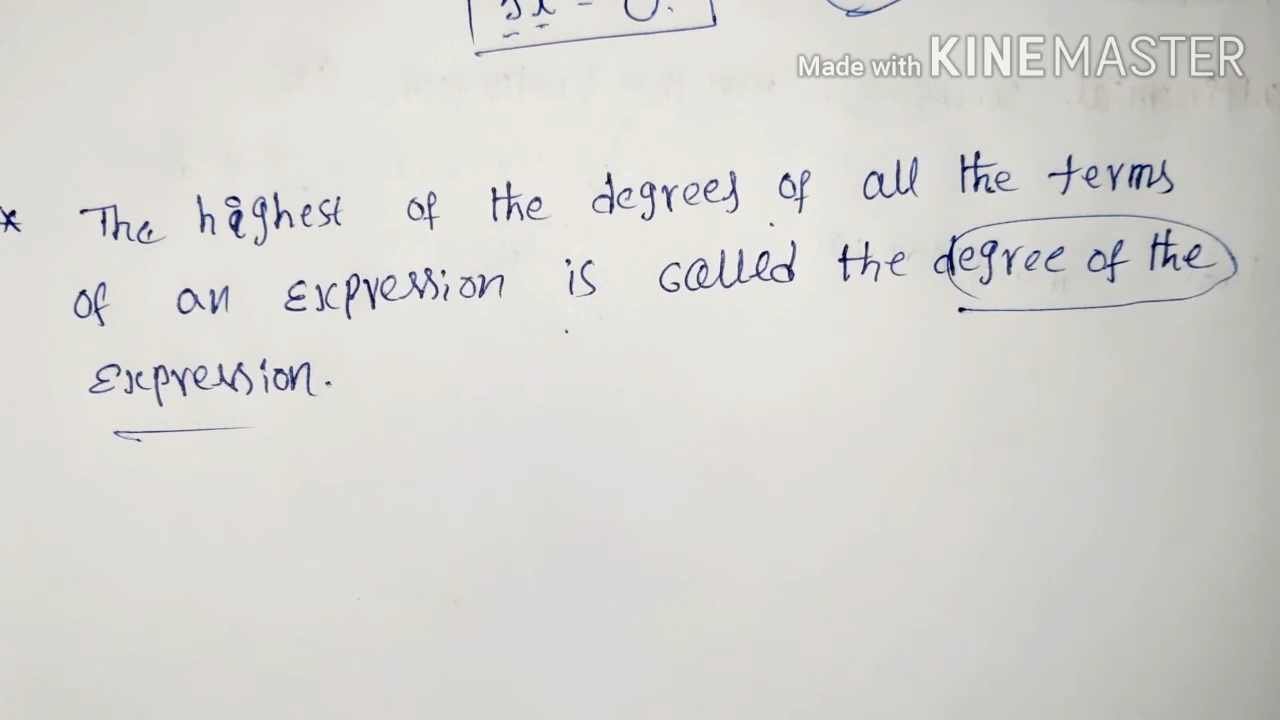 Made with KINEMASTER
* The highest of the degrees of all the terms
of an expression is called the degree of the
expression.